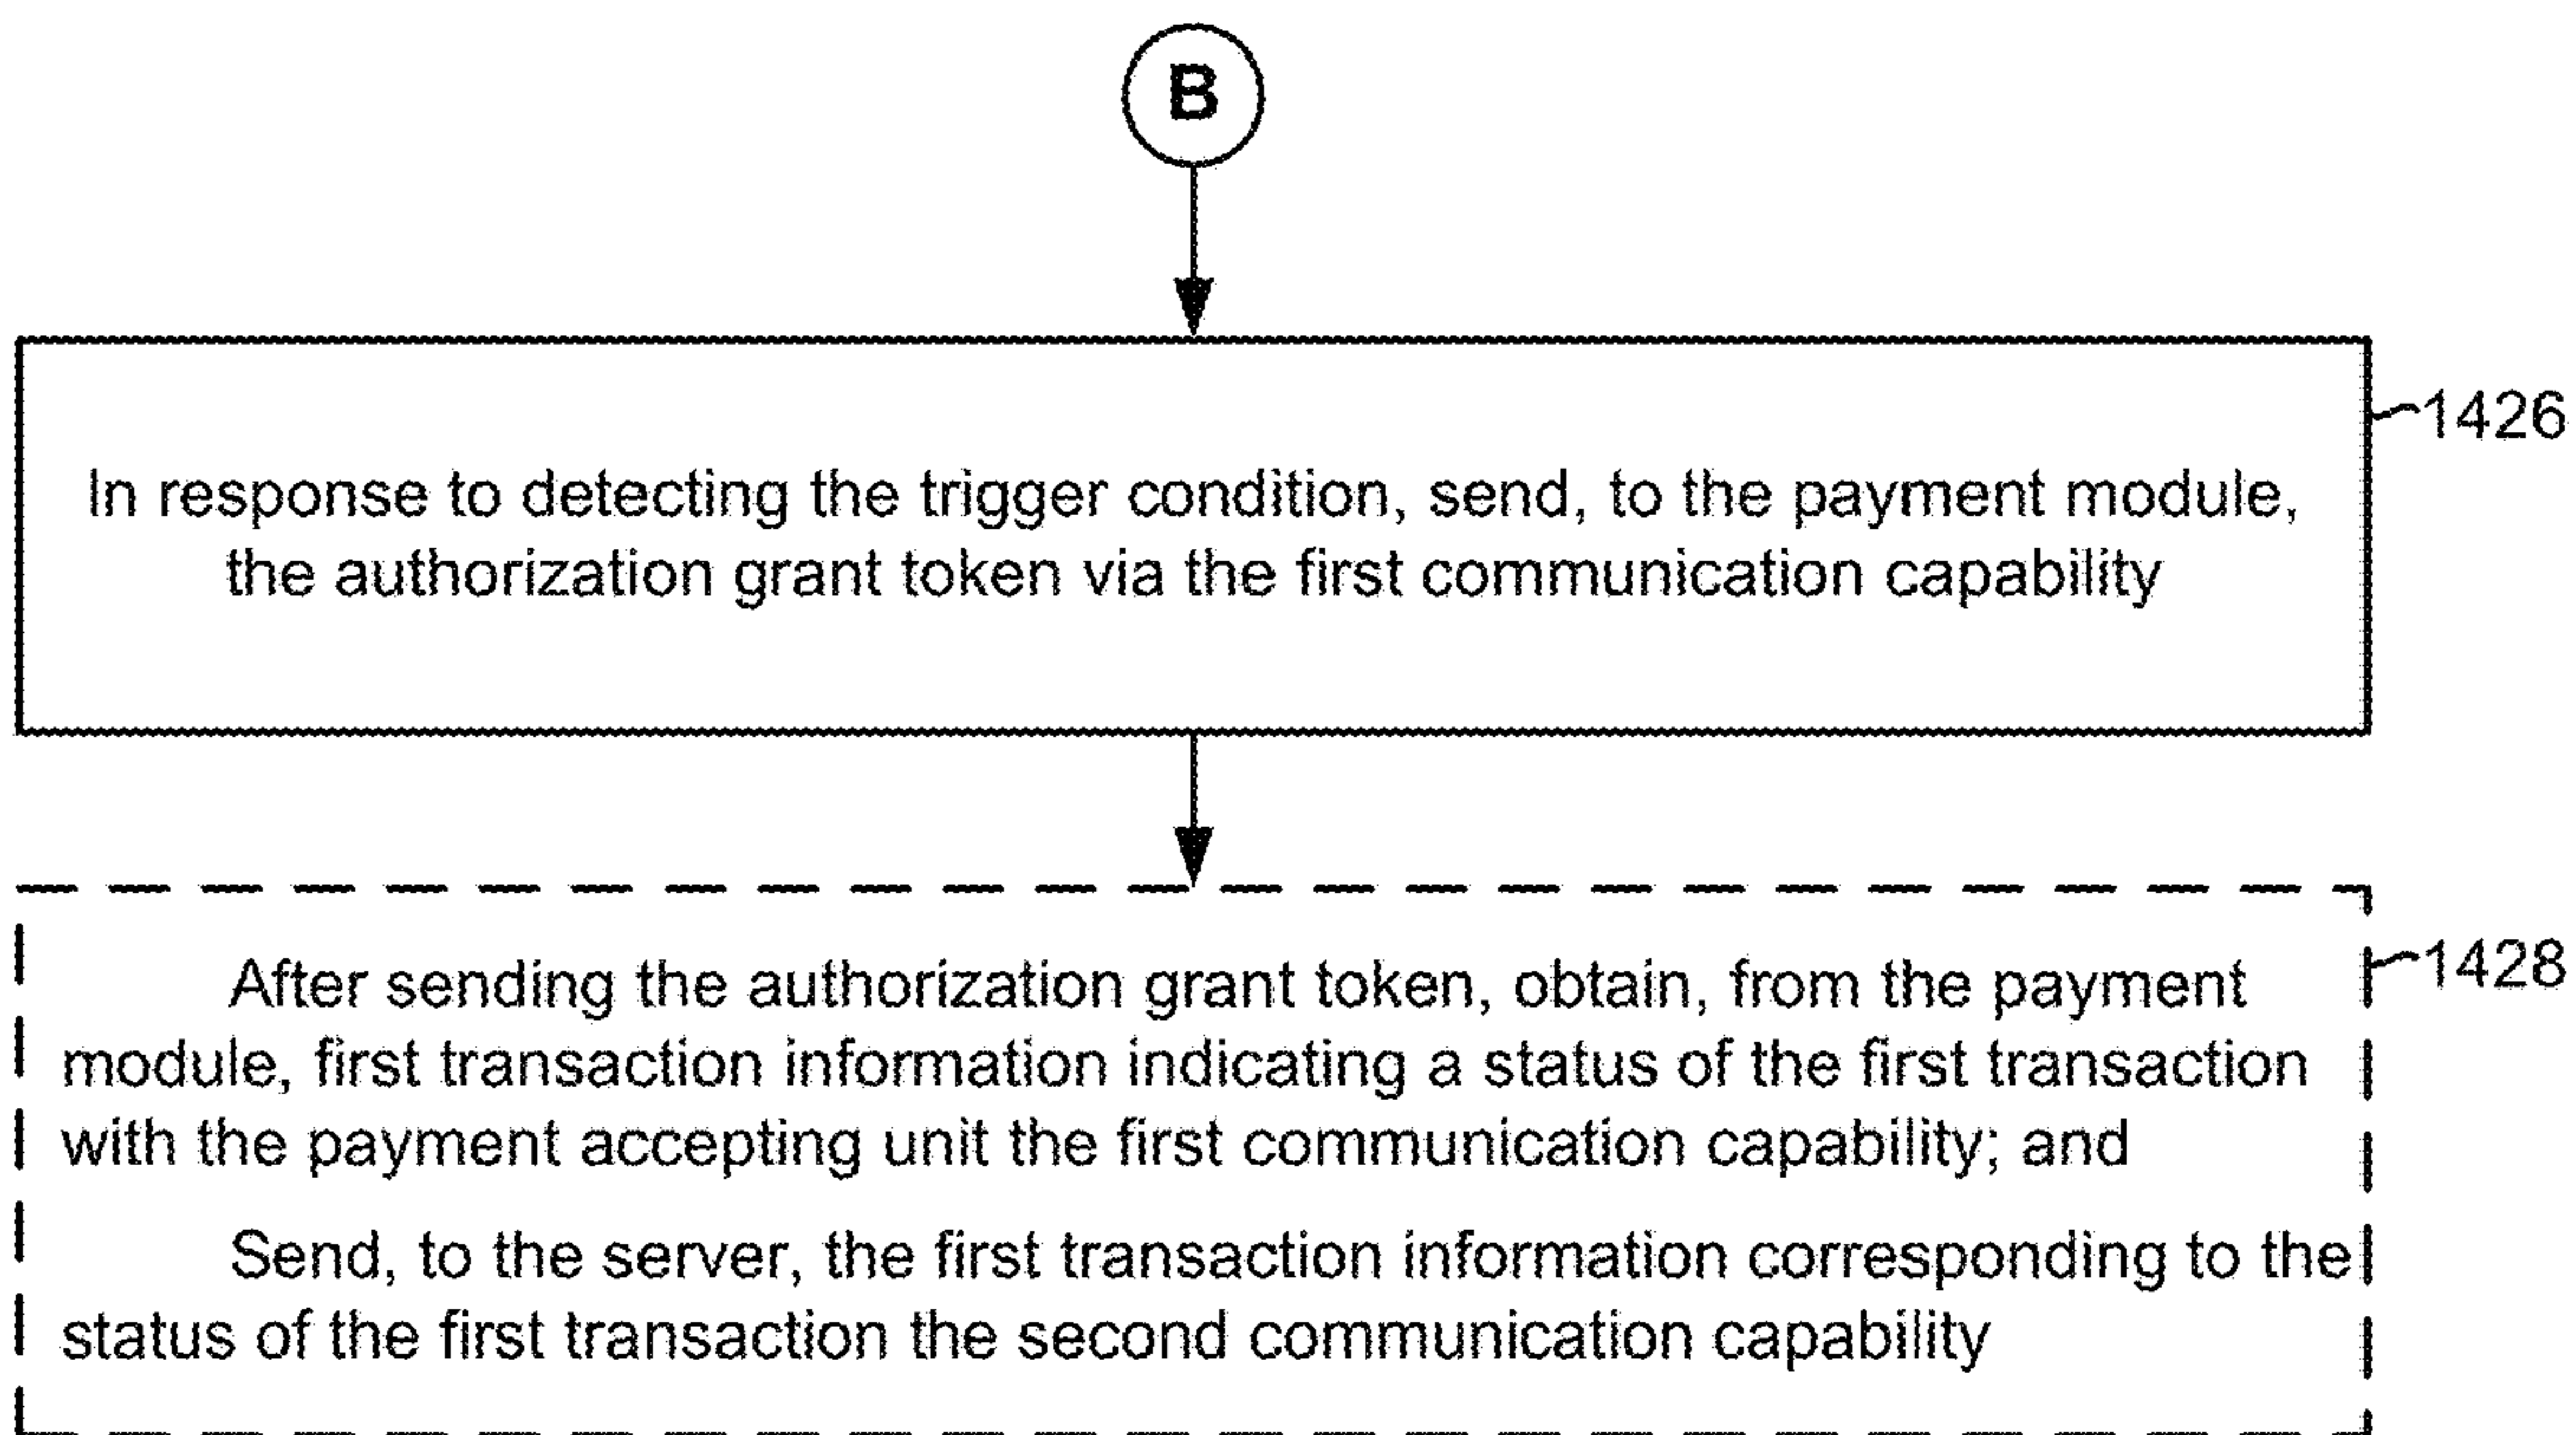 B
1426
In response to detecting the trigger condition, send, to the payment module,
the authorization grant token via the first communication capability
1428
After sending the authorization grant token, obtain, from the payment
module, first transaction information indicating a status of the first transaction
with the payment accepting unit the first communication capability; and
Send, to the server, the first transaction information corresponding to the
status of the first transaction the second communication capability